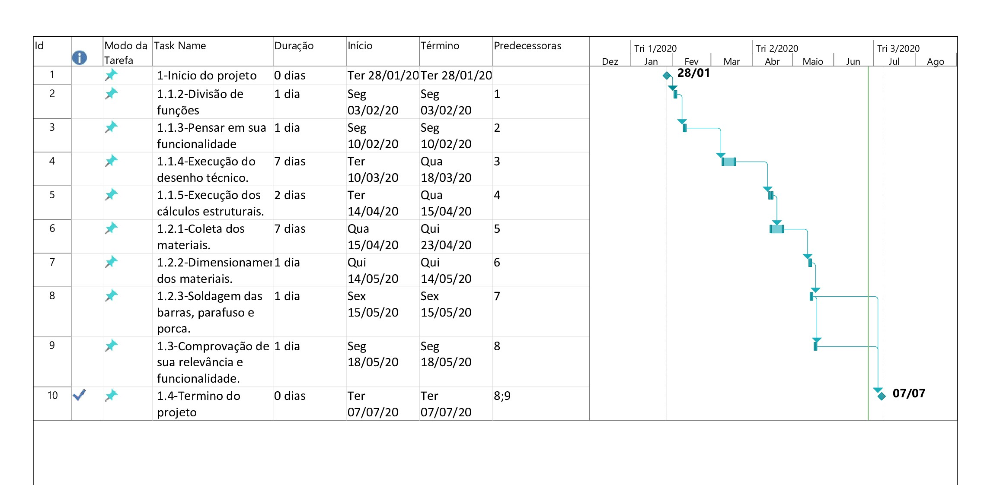 Id Modo da Tarefa Task Name Duração Início Término Predecessoras
Tri 1/2020 Tri 2/2020 Tri 3/2020
Dez Jan Fev Mar Abr Maio Jun Jul Ago
1 1-Inicio do projeto 0 dias Ter 28/01/20 Ter 28/01/20
28/01
2 1.1.2-Divisão de 1 dia Seg Seg 1
funções 03/02/20 03/02/20
3 1.1.3-Pensar em sua 1 dia Seg Seg 2
funcionalidade 10/02/20 10/02/20
4 1.1.4-Execução do 7 dias Ter Qua 3
desenho técnico. 10/03/20 18/03/20
5 1.1.5-Execução dos 2 dias Ter Qua 4
cálculos estruturais. 14/04/20 15/04/20
6 1.2.1-Coleta dos 7 dias Qua Qui 5
materiais. 15/04/20 23/04/20
7 1.2.2-Dimensionamer 1 dia Qui Qui 6
dos materiais. 14/05/20 14/05/20
8 1.2.3-Soldagem das 1 dia Sex Sex 7
barras, parafuso e 15/05/20 15/05/20
porca.
9 1.3-Comprovação de 1 dia Seg Seg 8
sua relevância e 18/05/20 18/05/20
funcionalidade.
10 1.4-Termino do 0 dias Ter Ter 8;9
projeto 07/07/20 07/07/20
07/07